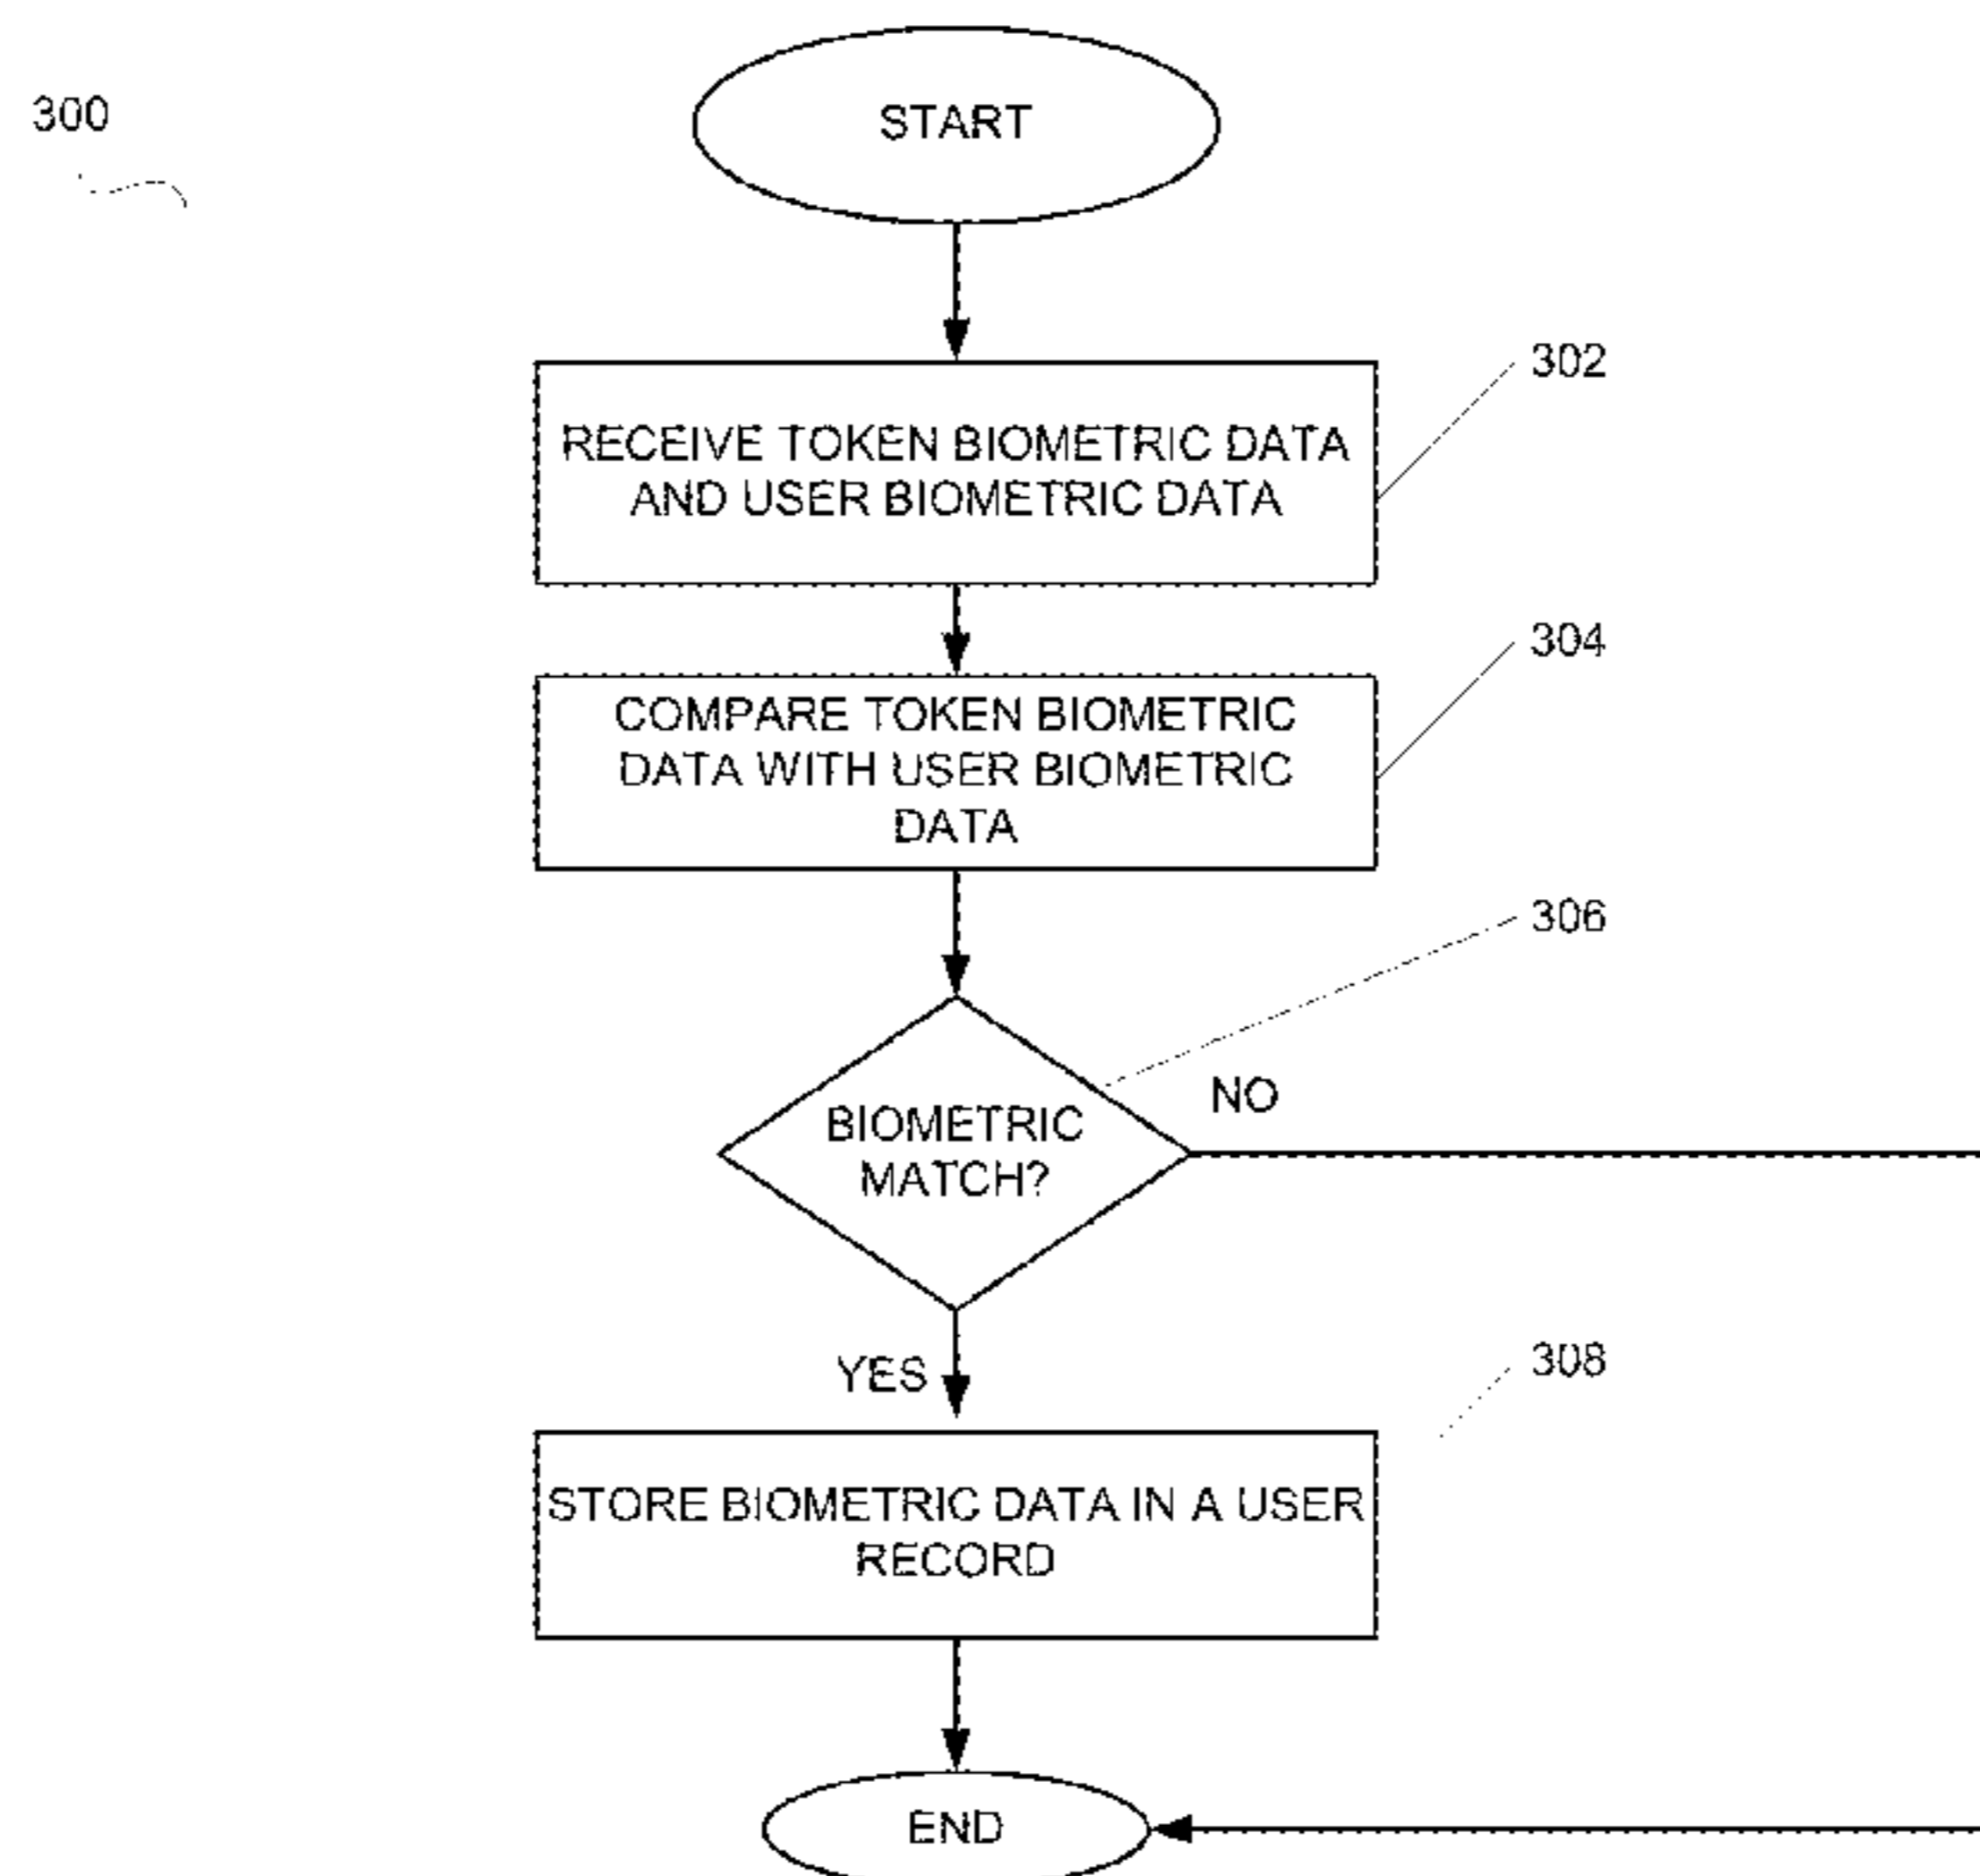 300
START
302
RECEIVE TOKEN BIOMETRIC DATA
AND USER BIOMETRIC DATA
304
COMPARE TOKEN BIOMETRIC
DATA WITH USER BIOMETRIC
DATA
306
NO
BIOMETRIC
MATCH?
YES
308
STORE BIOMETRIC DATA IN A USER
RECORD
END